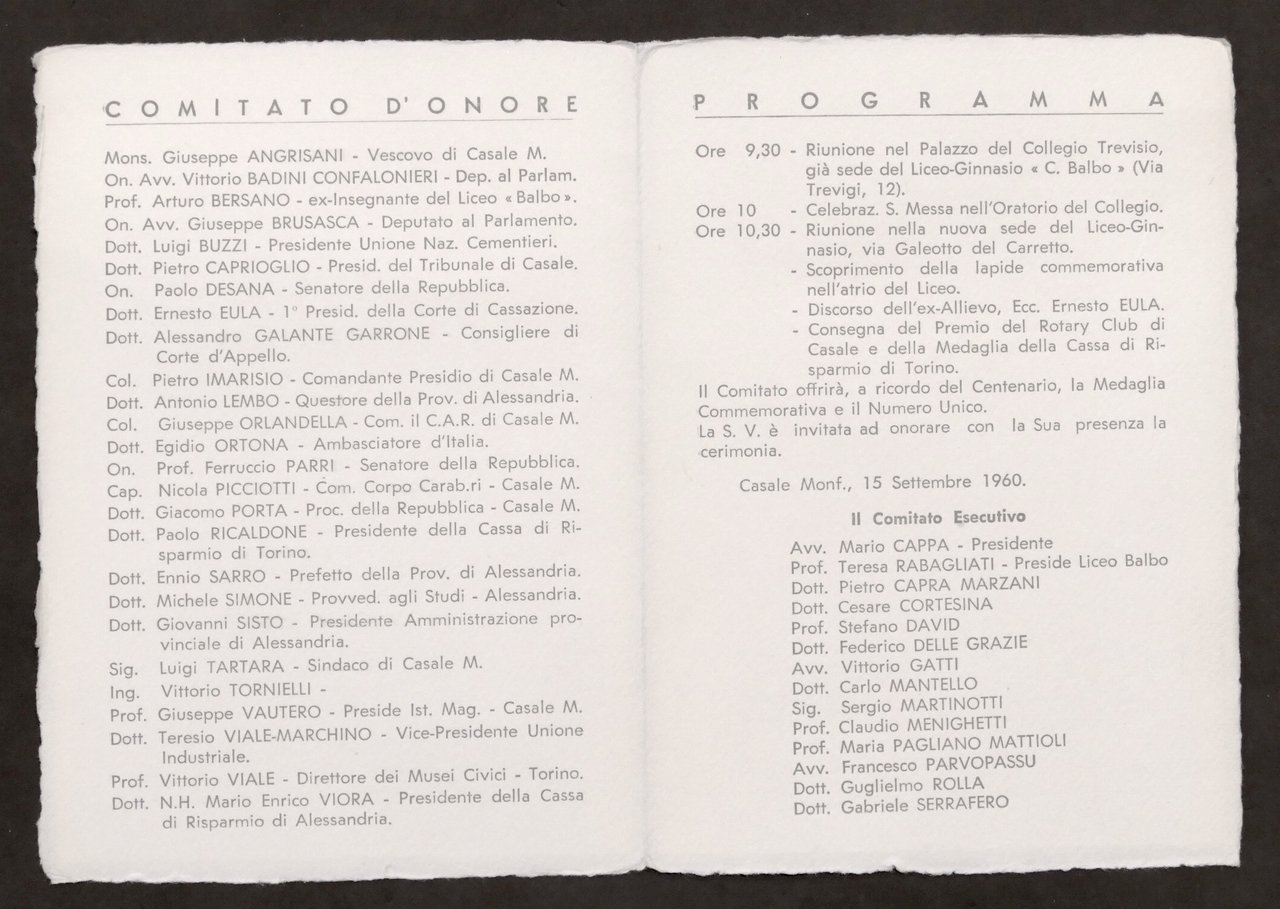 COMITATO D'ONORE
Mons. Giuseppe ANGRISANI - Vescovo di Casale M.
On. Avv. Vittorio BADINI CONFALONIERI - Dep. al Parlam.
Prof. Arturo BERSANO - ex-Insegnante del Liceo « Balbo ».
On. Avv. Giuseppe BRUSASCA - Deputato al Parlamento.
Dott. Luigi BUZZI - Presidente Unione Naz. Cementieri.
Dott. Pietro CAPRIOGLIO - Presid. del Tribunale di Casale.
On. Paolo DESANA - Senatore della Repubblica.
Dott. Ernesto EULA - 1° Presid. della Corte di Cassazione.
Dott. Alessandro GALANTE GARRONE - Consigliere di
Corte d'Appello.
Col. Pietro IMARISIO - Comandante Presidio di Casale M.
Dott. Antonio LEMBO - Questore della Prov. di Alessandria.
Col. Giuseppe ORLANDELLA - Com. il C.A.R. di Casale M.
Dott. Egidio ORTONA - Ambasciatore d'Italia.
On. Prof. Ferruccio PARRI - Senatore della Repubblica.
Cap. Nicola PICCIOTTI - Com. Corpo Carab.ri - Casale M.
Dott. Giacomo PORTA - Proc. della Repubblica - Casale M.
Dott. Paolo RICALDONE - Presidente della Cassa di Ri-
sparmio di Torino.
Dott. Ennio SARRO - Prefetto della Prov. di Alessandria.
Dott. Michele SIMONE - Provved. agli Studi - Alessandria.
Dott. Giovanni SISTO - Presidente Amministrazione pro-
vinciale di Alessandria.
Sig. Luigi TARTARA - Sindaco di Casale M.
Ing. Vittorio TORNIELLI -
Prof. Giuseppe VAUTERO - Preside Ist. Mag. - Casale M.
Dott. Teresio VIALE-MARCHINO - Vice-Presidente Unione
Industriale.
Prof. Vittorio VIALE - Direttore dei Musei Civici - Torino.
Dott. N.H. Mario Enrico VIORA - Presidente della Cassa
di Risparmio di Alessandria.
PROGRAMMA
Ore 9,30 - Riunione nel Palazzo del Collegio Trevisio,
già sede del Liceo-Ginnasio « C. Balbo » (Via
Trevigi, 12).
Ore 10 - Celebraz. S. Messa nell'Oratorio del Collegio.
Ore 10,30 - Riunione nella nuova sede del Liceo-Gin-
nasio, via Galeotto del Carretto.
- Scoprimento della lapide commemorativa
nell'atrio del Liceo.
- Discorso dell'ex-Allievo, Ecc. Ernesto EULA.
- Consegna del Premio del Rotary Club di
Casale e della Medaglia della Cassa di Ri-
sparmio di Torino.
Il Comitato offrirà, a ricordo del Centenario, la Medaglia
Commemorativa e il Numero Unico.
La S. V. è invitata ad onorare con la Sua presenza la
cerimonia.
Casale Monf., 15 Settembre 1960.
Il Comitato Esecutivo
Avv. Mario CAPPA - Presidente
Prof. Teresa RABAGLIATI - Preside Liceo Balbo
Dott. Pietro CAPRA MARZANI
Dott. Cesare CORTESINA
Prof. Stefano DAVID
Dott. Federico DELLE GRAZIE
Avv. Vittorio GATTI
Dott. Carlo MANTELLO
Sig. Sergio MARTINOTTI
Prof. Claudio MENIGHETTI
Prof. Maria PAGLIANO MATTIOLI
Avv. Francesco PARVOPASSU
Dott. Guglielmo ROLLA
Dott. Gabriele SERRAFERO